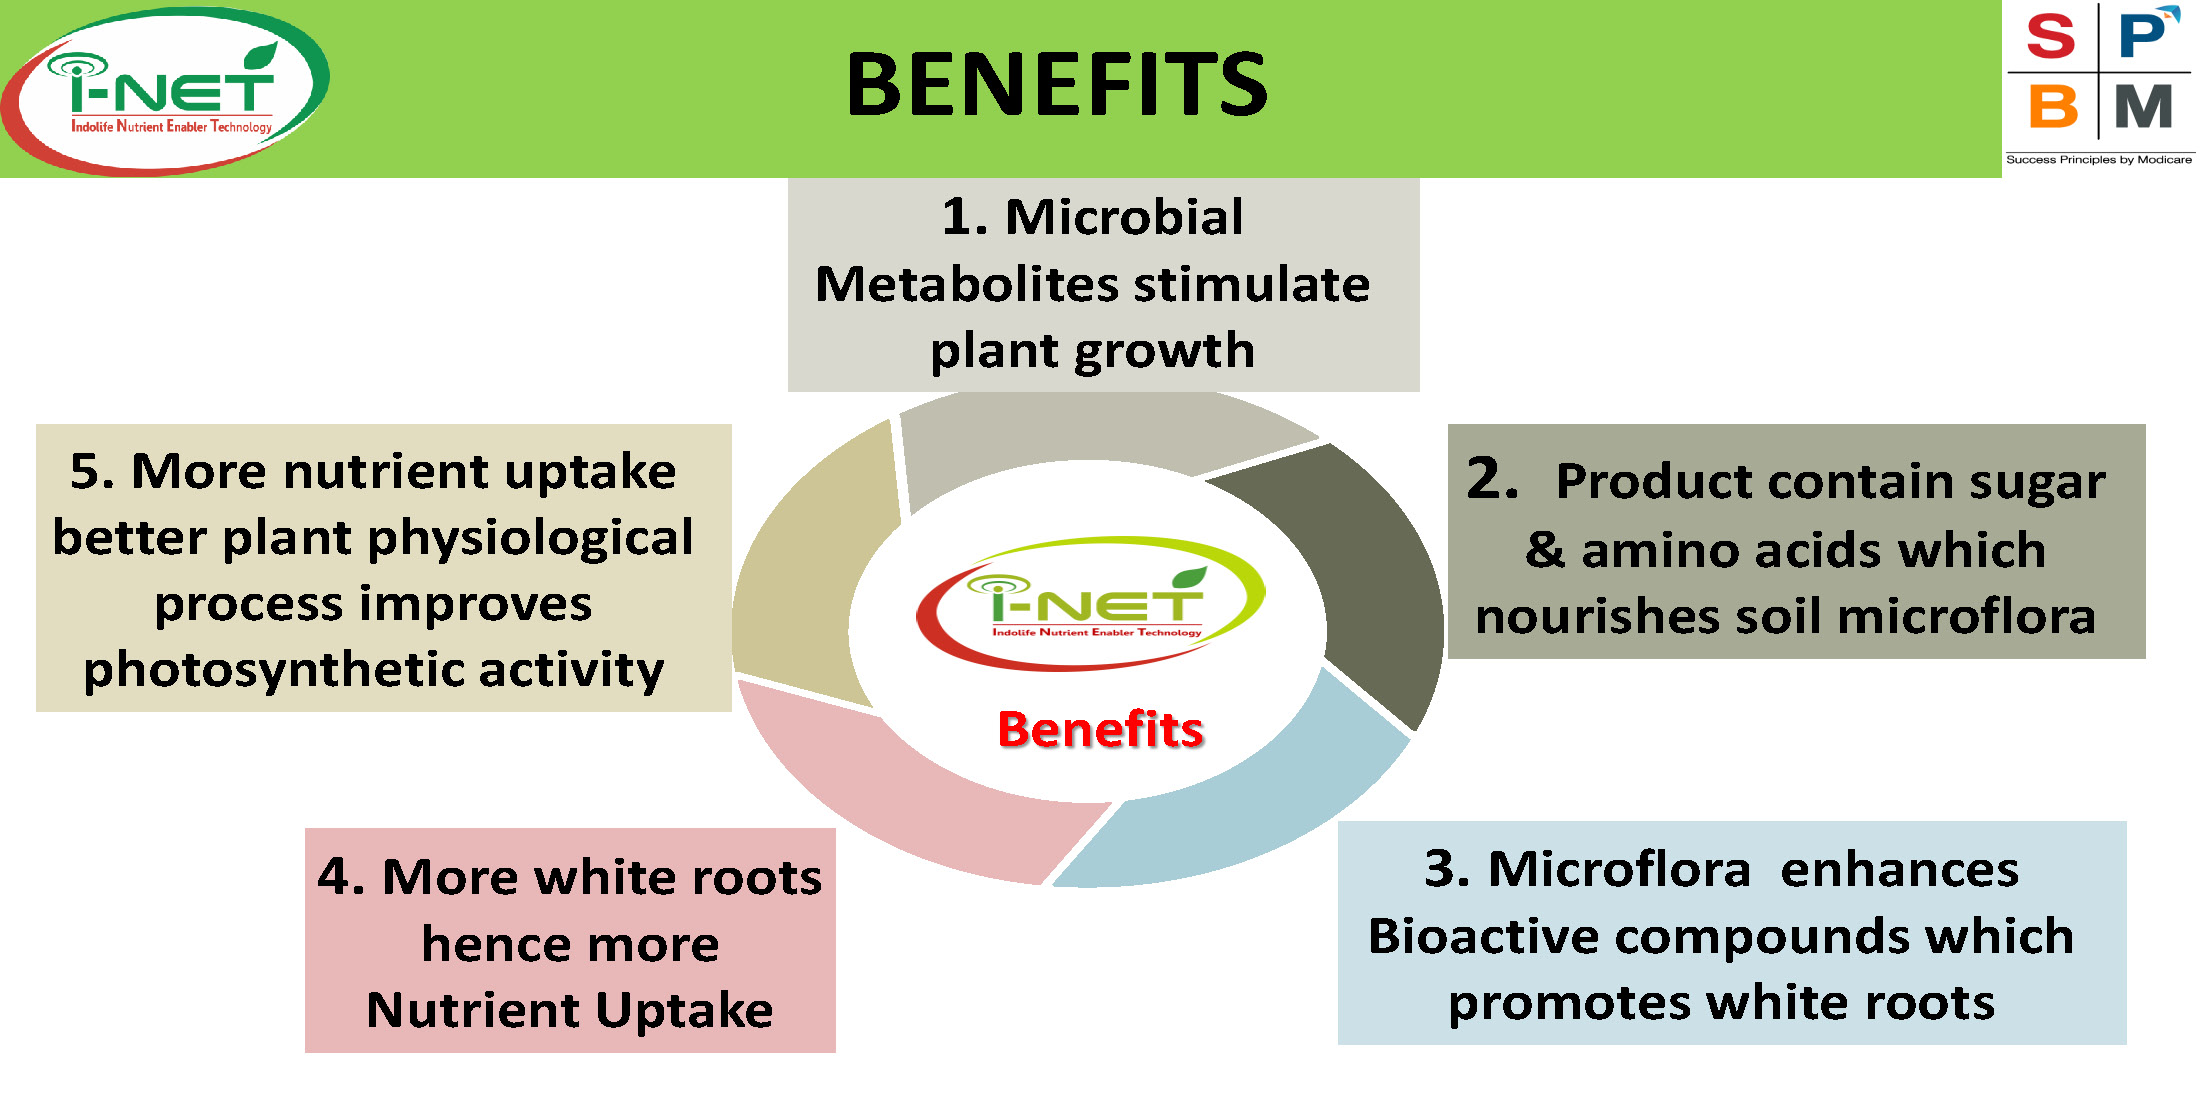 i-NET
Indolife Nutrient Enabler Technology
BENEFITS
S P
B M
Success Principles by Modicare
1. Microbial
Metabolites stimulate
plant growth
2. Product contain sugar
& amino acids which
nourishes soil microflora
3. Microflora enhances
Bioactive compounds which
promotes white roots
4. More white roots
hence more
Nutrient Uptake
5. More nutrient uptake
better plant physiological
process improves
photosynthetic activity
i-NET
Indolife Nutrient Enabler Technology
Benefits